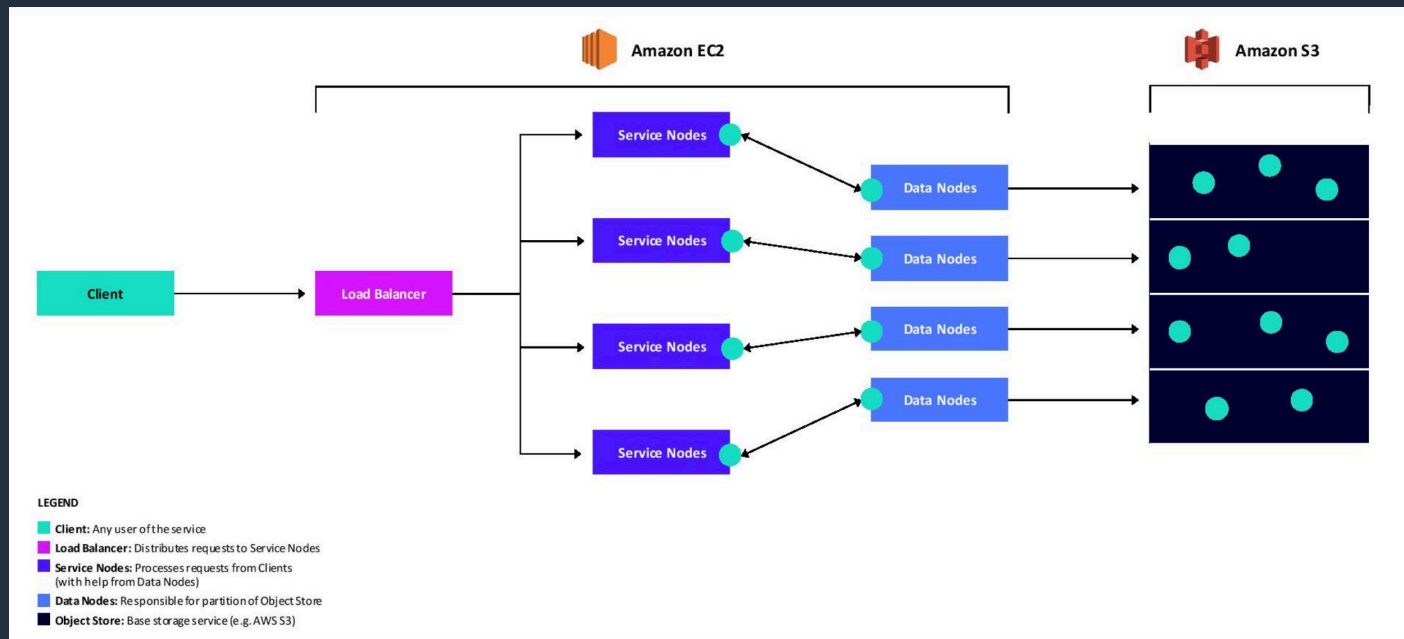 Amazon EC2
Amazon S3
Service Nodes
Data Nodes
Service Nodes
Data Nodes
Client
Load Balancer
Service Nodes
Data Nodes
Data Nodes
Service Nodes
LEGEND
Client: Any user of the service
Load Balancer: Distributes requests to Service Nodes
Service Nodes: Processes requests from Clients
(with help from Data Nodes)
Data Nodes: Responsible for partition of Object Store
Object Store: Base storage service (e.g. AWS S3)